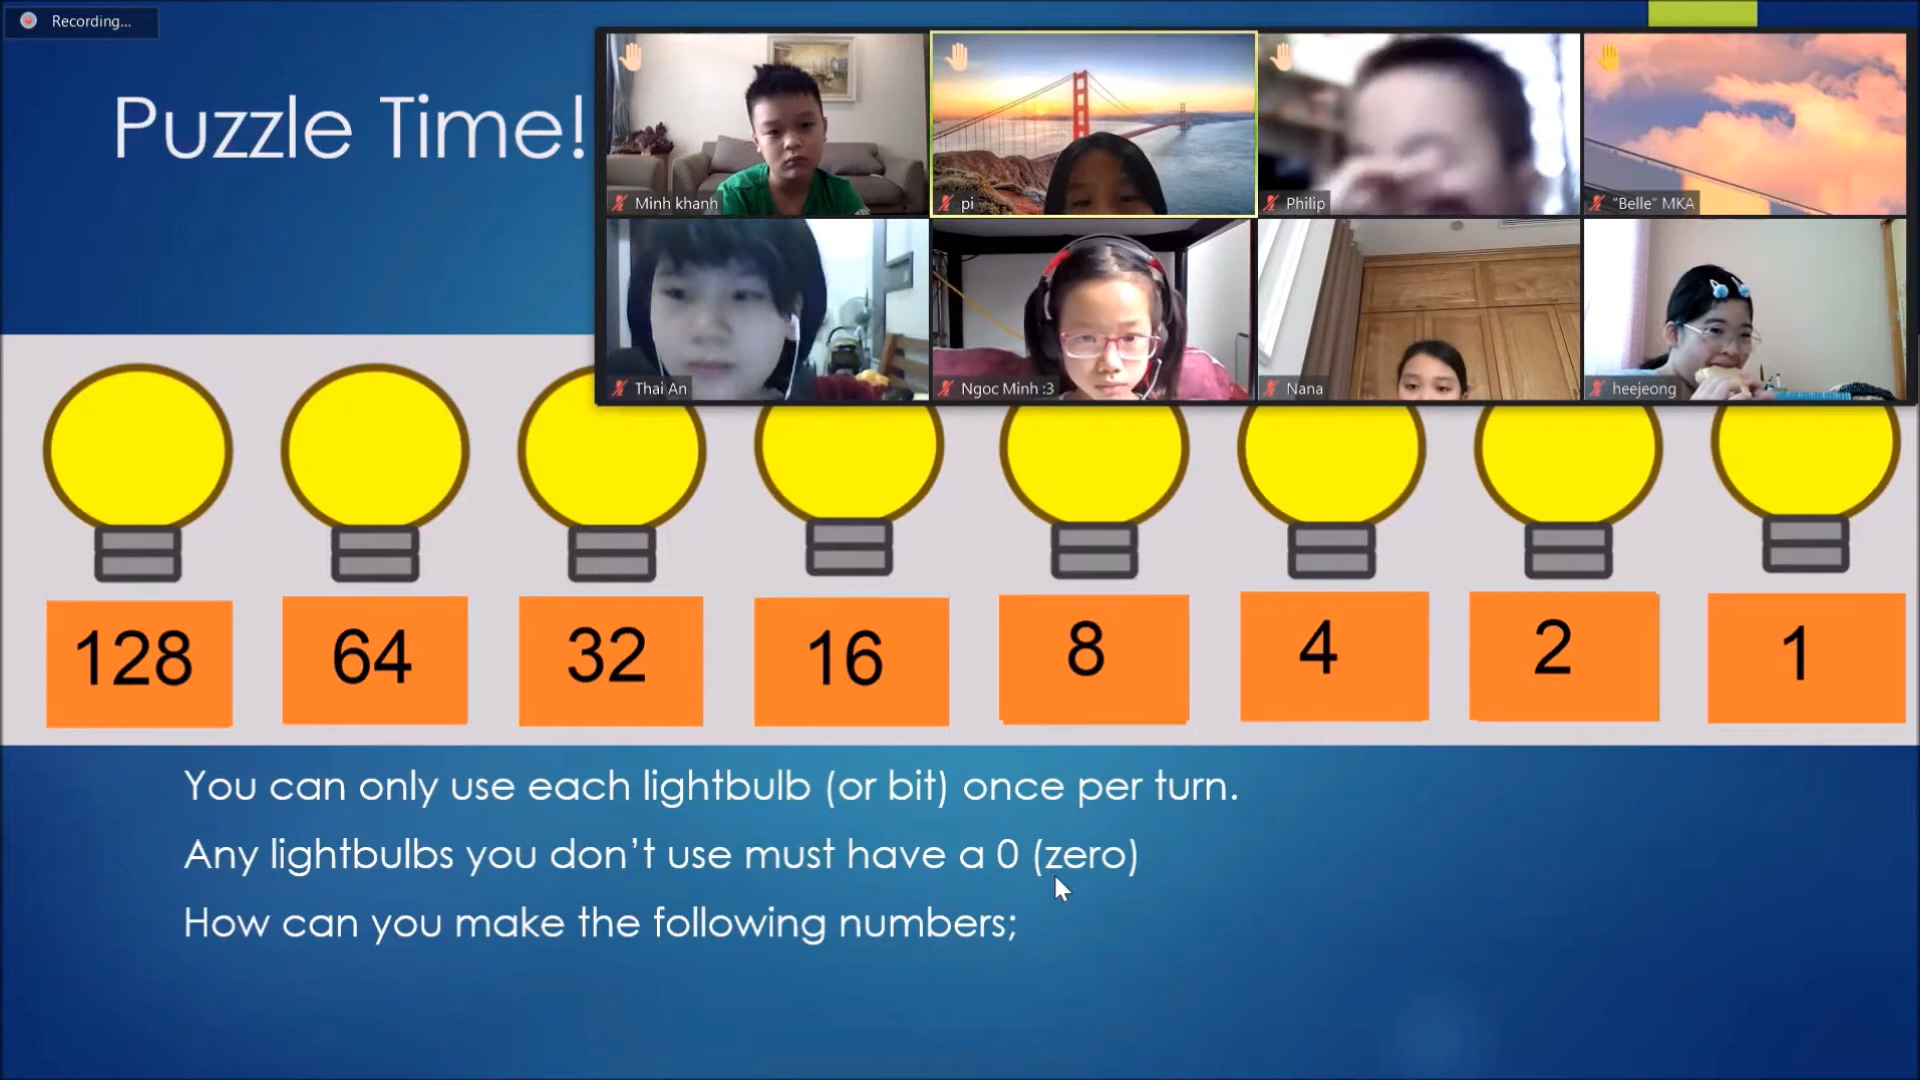 Recording...
Puzzle Time!
Minh khanh
pi
Philip
"Belle" MKA
Thai An
Ngoc Minh :3
Nana
heejeong
128
64
32
16
8
4
2
1
You can only use each lightbulb (or bit) once per turn.
Any lightbulbs you don't use must have a 0 (zero)
How can you make the following numbers;